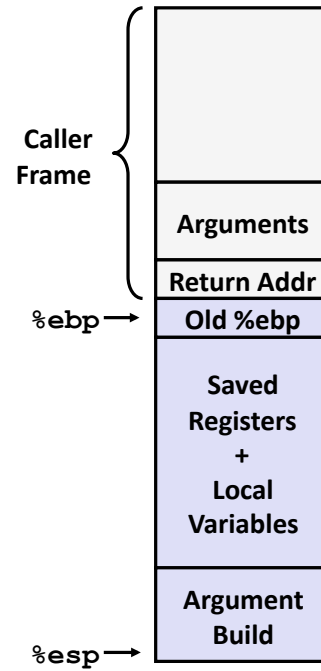 Caller
Frame
Arguments
Return Addr
%ebp
Old %ebp
Saved
Registers
+
Local
Variables
Argument
Build
%esp